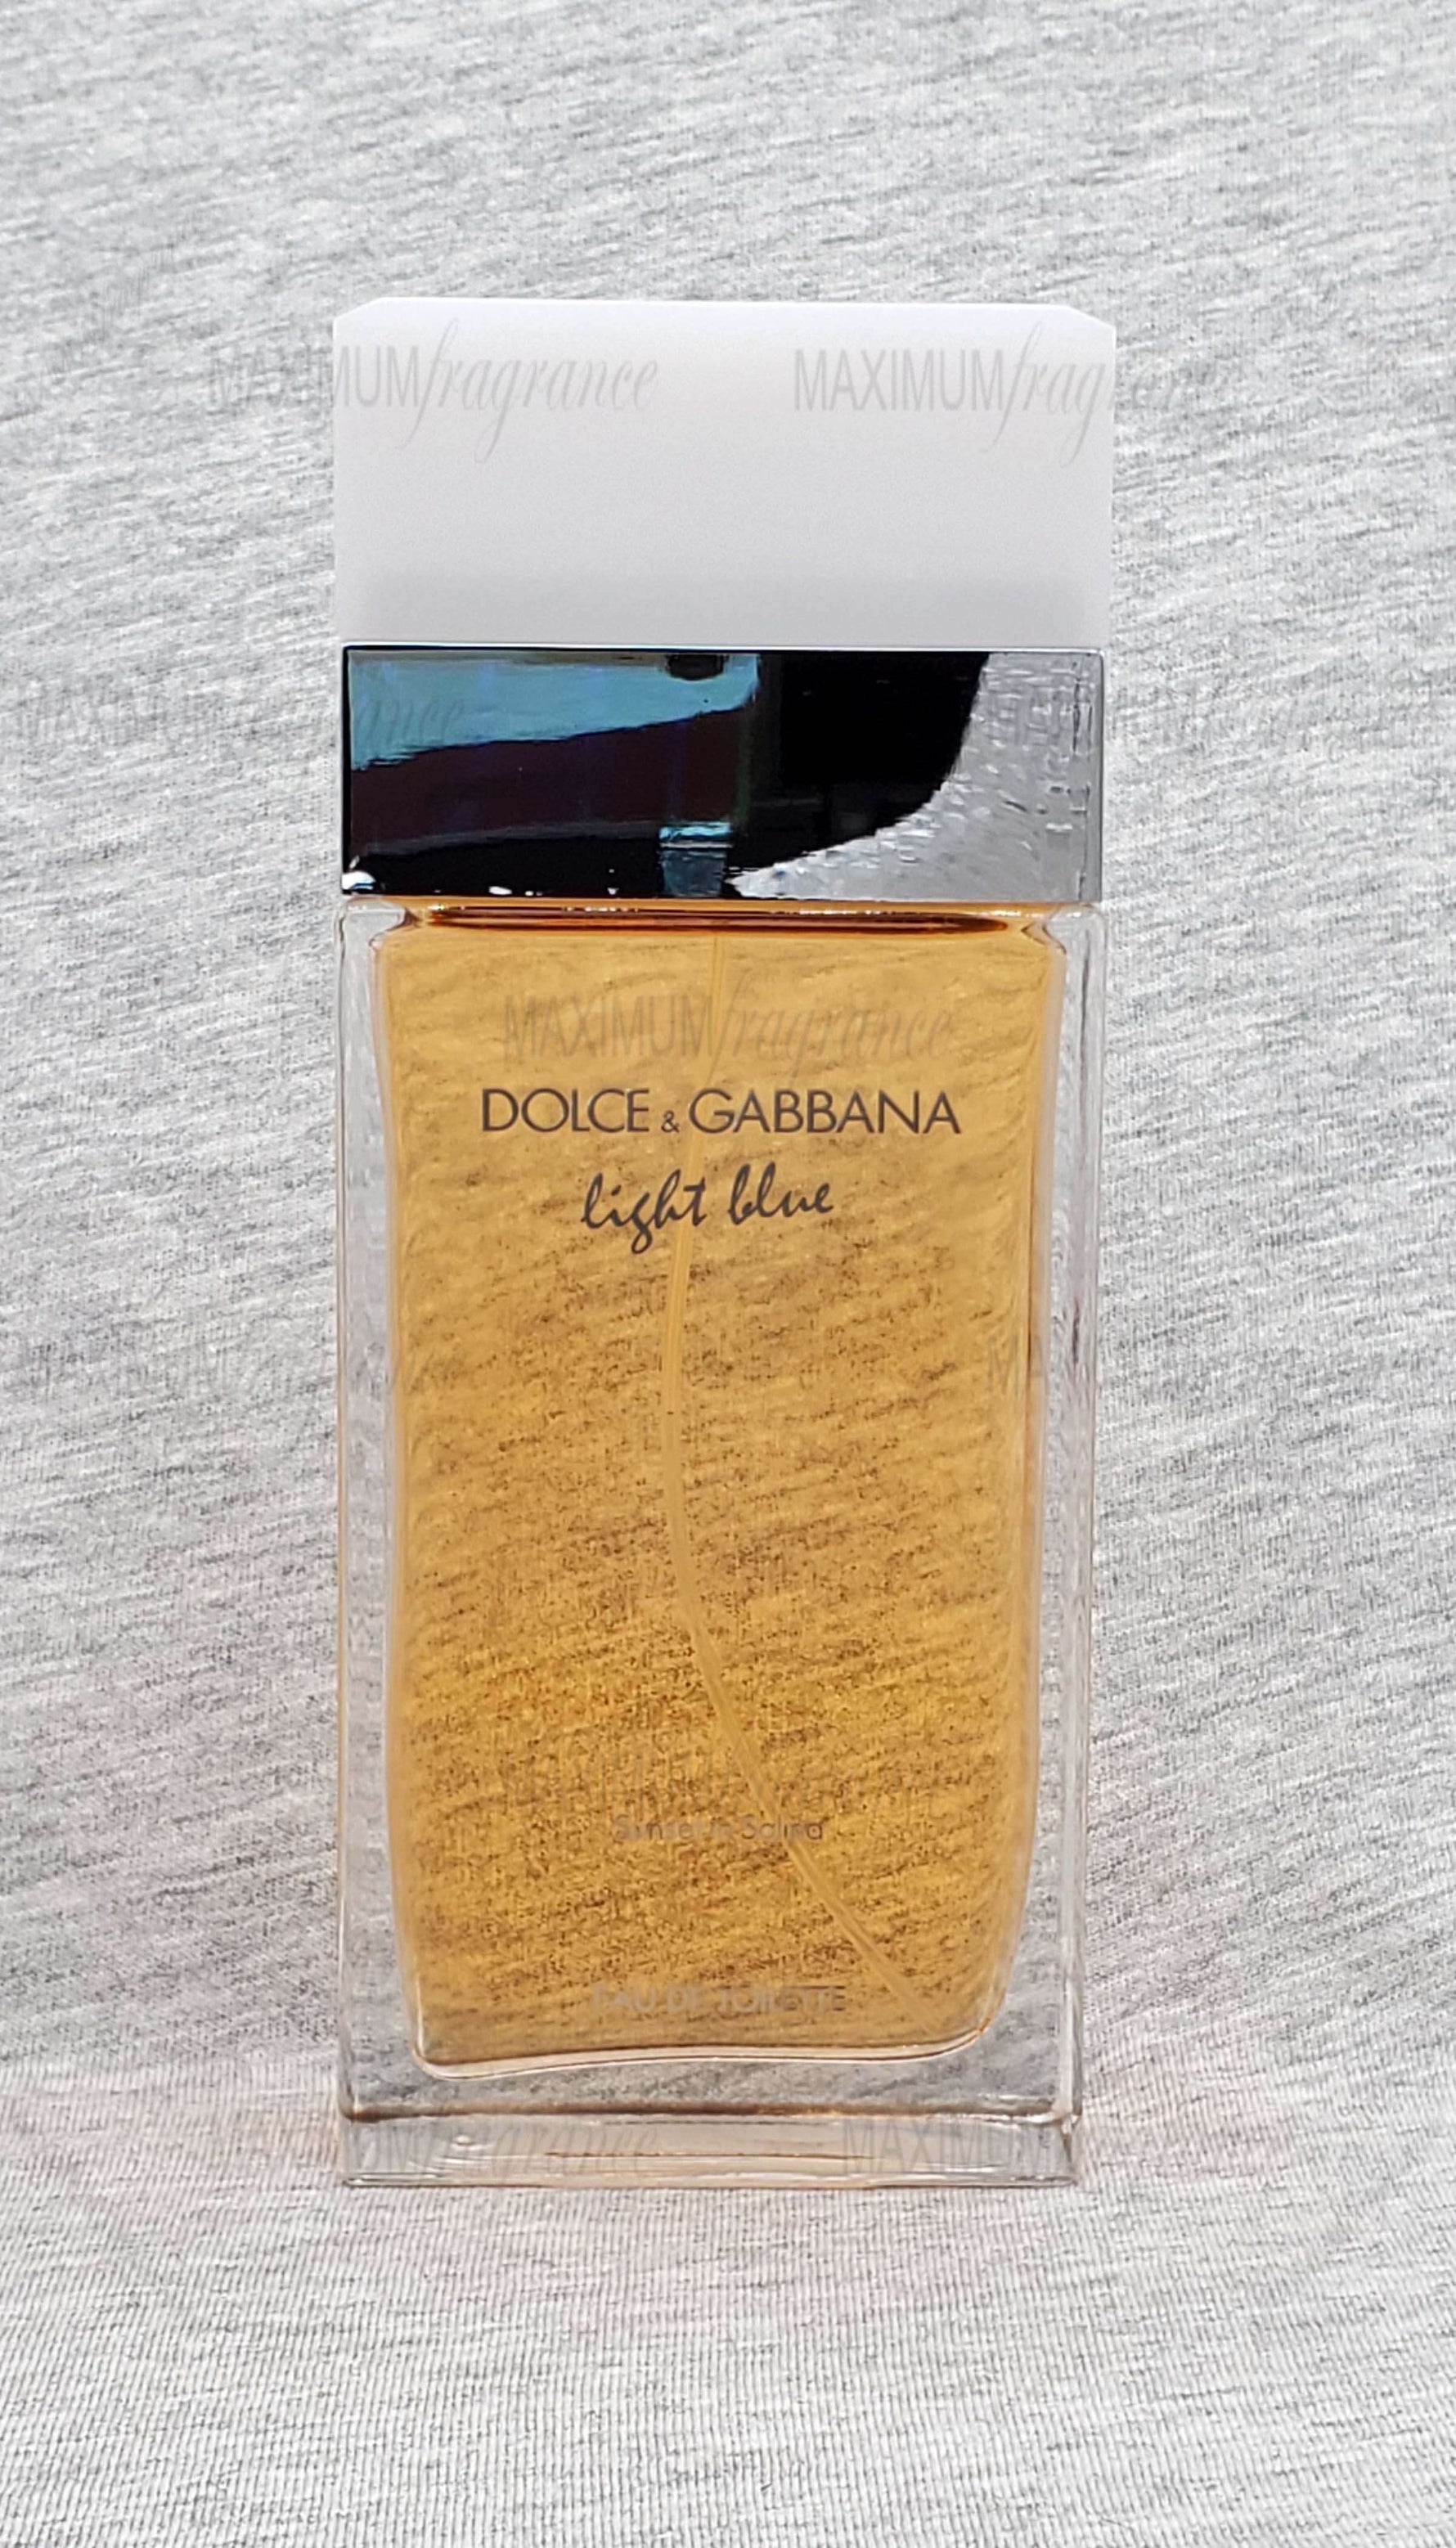 MAXIMUMfragrance MAXIMUMfragrance
MAXIMUMfragrance
DOLCE & GABBANA
light blue
Sunset in Salina
EAU DE TOILETTE